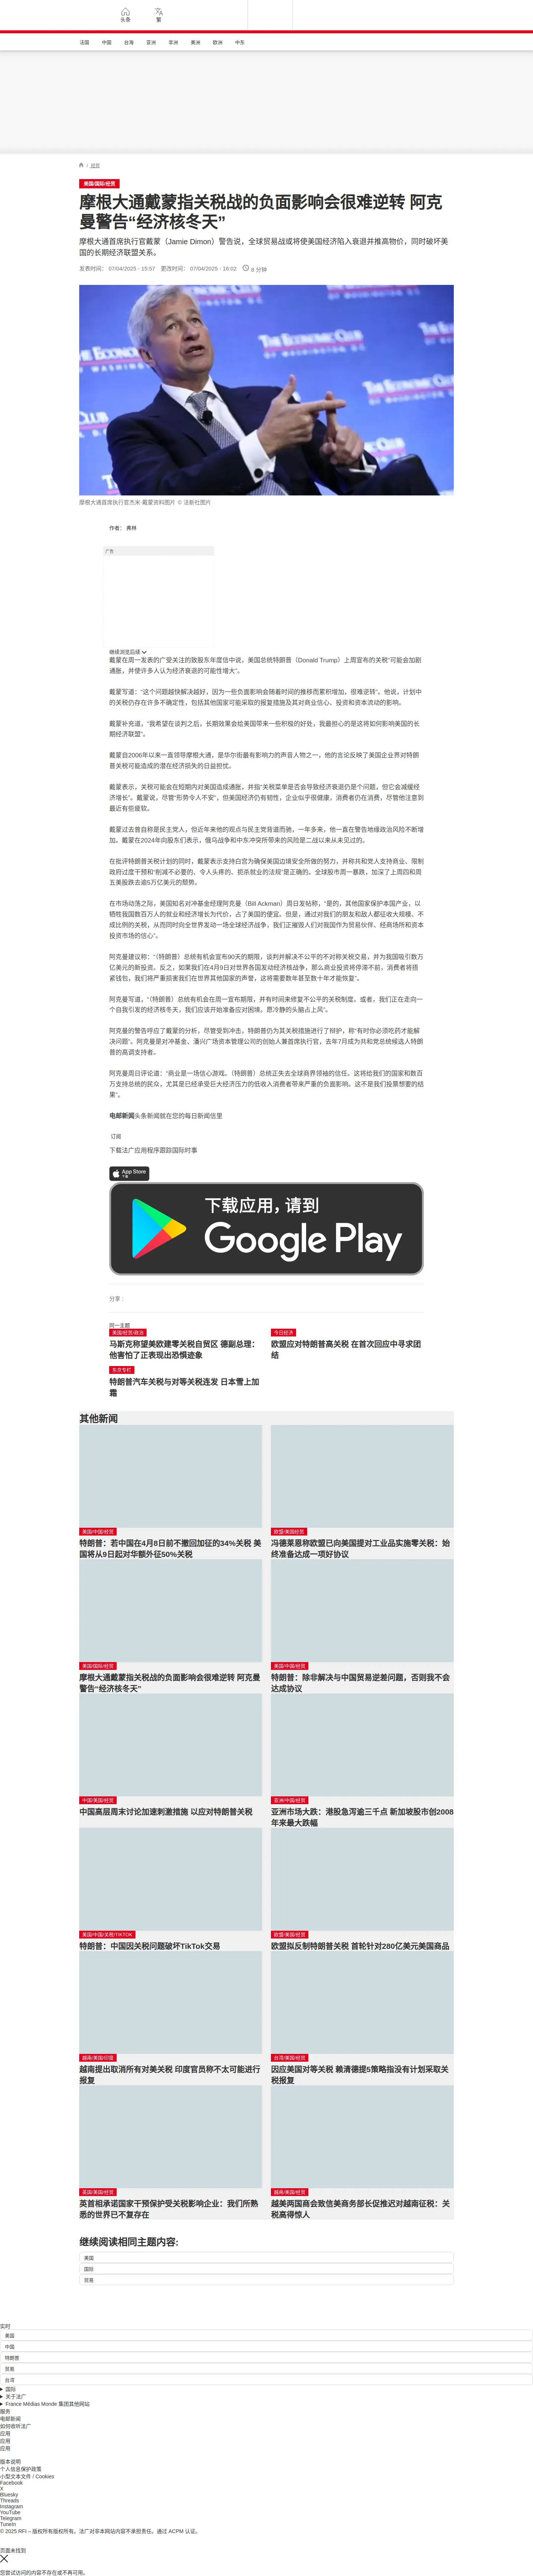 头条
繁
法国
中国
台海
亚洲
非洲
美洲
欧洲
中东
经贸
美国/国际/经贸
摩根大通戴蒙指关税战的负面影响会很难逆转 阿克
曼警告“经济核冬天”
摩根大通首席执行官戴蒙（Jamie Dimon）警告说，全球贸易战或将使美国经济陷入衰退并推高物价，同时破坏美
国的长期经济联盟关系。
发表时间： 07/04/2025 - 15:57 更改时间： 07/04/2025 - 16:02 8 分钟
THE ECONOMIC CLUB
摩根大通首席执行官杰米·戴蒙资料图片 © 法新社图片
作者： 弗林
广告
继续浏览后续
戴蒙在周一发表的广受关注的致股东年度信中说，美国总统特朗普（Donald Trump）上周宣布的关税“可能会加剧
通胀，并使许多人认为经济衰退的可能性增大”。
戴蒙写道：“这个问题越快解决越好，因为一些负面影响会随着时间的推移而累积增加，很难逆转”。他说，计划中
的关税仍存在许多不确定性，包括其他国家可能采取的报复措施及其对商业信心、投资和资本流动的影响。
戴蒙补充道，“我希望在谈判之后，长期效果会给美国带来一些积极的好处，我最担心的是这将如何影响美国的长
期经济联盟”。
戴蒙自2006年以来一直领导摩根大通，是华尔街最有影响力的声音人物之一，他的言论反映了美国企业界对特朗
普关税可能造成的潜在经济损失的日益担忧。
戴蒙表示，关税可能会在短期内对美国造成通胀，并指“关税菜单是否会导致经济衰退仍是个问题，但它会减缓经
济增长”。戴蒙说，尽管“形势令人不安”，但美国经济仍有韧性，企业似乎很健康，消费者仍在消费，尽管他注意到
最近有些疲软。
戴蒙过去曾自称是民主党人，但近年来他的观点与民主党背道而驰，一年多来，他一直在警告地缘政治风险不断增
加。戴蒙在2024年向股东们表示，俄乌战争和中东冲突所带来的风险是二战以来从未见过的。
在批评特朗普关税计划的同时，戴蒙表示支持白宫为确保美国边境安全所做的努力，并称共和党人支持商业、限制
政府过度干预和“削减不必要的、令人头疼的、扼杀就业的法规”是正确的。全球股市周一暴跌，加深了上周四和周
五美股跌去逾5万亿美元的颓势。
在市场动荡之际，美国知名对冲基金经理阿克曼（Bill Ackman）周日发帖称，“是的，其他国家保护本国产业，以
牺牲我国数百万人的就业和经济增长为代价，占了美国的便宜。但是，通过对我们的朋友和敌人都征收大规模、不
成比例的关税，从而同时向全世界发动一场全球经济战争，我们正摧毁人们对我国作为贸易伙伴、经商场所和资本
投资市场的信心”。
阿克曼建议称：“（特朗普）总统有机会宣布90天的期限，谈判并解决不公平的不对称关税交易，并为我国吸引数万
亿美元的新投资。反之，如果我们在4月9日对世界各国发动经济核战争，那么商业投资将停滞不前，消费者将捂
紧钱包，我们将严重损害我们在世界其他国家的声誉，这将需要数年甚至数十年才能恢复”。
阿克曼写道，“（特朗普）总统有机会在周一宣布期限，并有时间来修复不公平的关税制度。或者，我们正在走向一
个自我引发的经济核冬天，我们应该开始准备应对困境。愿冷静的头脑占上风”。
阿克曼的警告呼应了戴蒙的分析，尽管受到冲击，特朗普仍为其关税措施进行了辩护，称“有时你必须吃药才能解
决问题”。阿克曼是对冲基金、潘兴广场资本管理公司的创始人兼首席执行官，去年7月成为共和党总统候选人特朗
普的高调支持者。
阿克曼周日评论道：“商业是一场信心游戏。（特朗普）总统正失去全球商界领袖的信任。这将给我们的国家和数百
万支持总统的民众，尤其是已经承受巨大经济压力的低收入消费者带来严重的负面影响。这不是我们投票想要的结
果”。
电邮新闻头条新闻就在您的每日新闻信里
订阅
下载法广应用程序跟踪国际时事
App Store
下载
下载应用，请到
Google Play
分享 :
同一主题
美国/经贸/政治
马斯克称望美欧建零关税自贸区 德副总理：
他害怕了正表现出恐惧迹象
今日经济
欧盟应对特朗普高关税 在首次回应中寻求团
结
东京专栏
特朗普汽车关税与对等关税连发 日本雪上加
霜
其他新闻
美国/中国/经贸
特朗普：若中国在4月8日前不撤回加征的34%关税 美
国将从9日起对华额外征50%关税
欧盟/美国经贸
冯德莱恩称欧盟已向美国提对工业品实施零关税：始
终准备达成一项好协议
美国/国际/经贸
摩根大通戴蒙指关税战的负面影响会很难逆转 阿克曼
警告“经济核冬天”
美国/中国/经贸
特朗普：除非解决与中国贸易逆差问题，否则我不会
达成协议
中国/美国/经贸
中国高层周末讨论加速刺激措施 以应对特朗普关税
亚洲/中国/经贸
亚洲市场大跌：港股急泻逾三千点 新加坡股市创2008
年来最大跌幅
美国/中国/关税/TIKTOK
特朗普：中国因关税问题破坏TikTok交易
欧盟/美国/经贸
欧盟拟反制特朗普关税 首轮针对280亿美元美国商品
越南/美国/印度
越南提出取消所有对美关税 印度官员称不太可能进行
报复
台湾/美国/经贸
因应美国对等关税 赖清德提5策略指没有计划采取关
税报复
英国/美国/经贸
英首相承诺国家干预保护受关税影响企业：我们所熟
悉的世界已不复存在
越南/美国/经贸
越美两国商会致信美商务部长促推迟对越南征税：关
税高得惊人
继续阅读相同主题内容:
美国
国际
贸易
实时
美国
中国
特朗普
贸易
台湾
国际
关于法广
France Médias Monde 集团其他网站
服务
电邮新闻
如何收听法广
应用
应用
应用
版本说明
个人信息保护政策
小型文本文件 / Cookies
Facebook
X
Bluesky
Threads
Instagram
YouTube
Telegram
TuneIn
© 2025 RFI – 版权所有版权所有。法广对非本网站内容不承担责任。通过 ACPM 认证。
页面未找到
您尝试访问的内容不存在或不再可用。